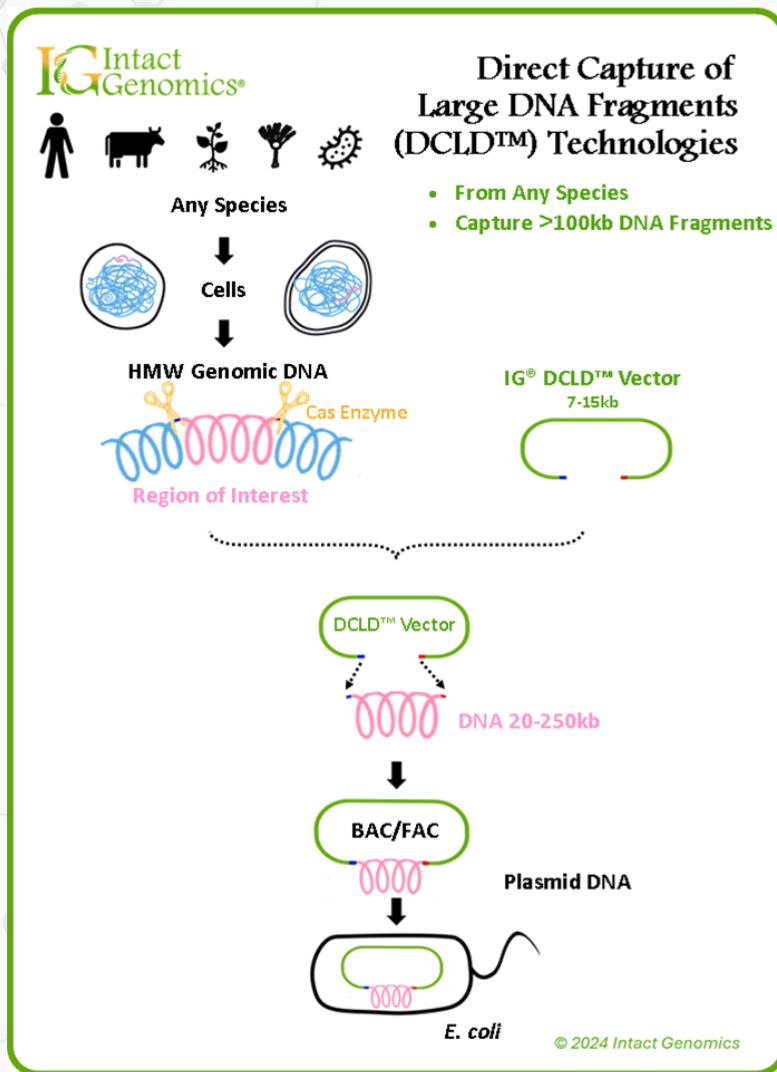 IG Intact
Genomics®
Direct Capture of
Large DNA Fragments
(DCLD™) Technologies
• From Any Species
• Capture >100kb DNA Fragments
Any Species
Cells
HMW Genomic DNA
Cas Enzyme
Region of Interest
IG® DCLD™ Vector
7-15kb
DCLD™ Vector
DNA 20-250kb
BAC/FAC
Plasmid DNA
E. coli
© 2024 Intact Genomics